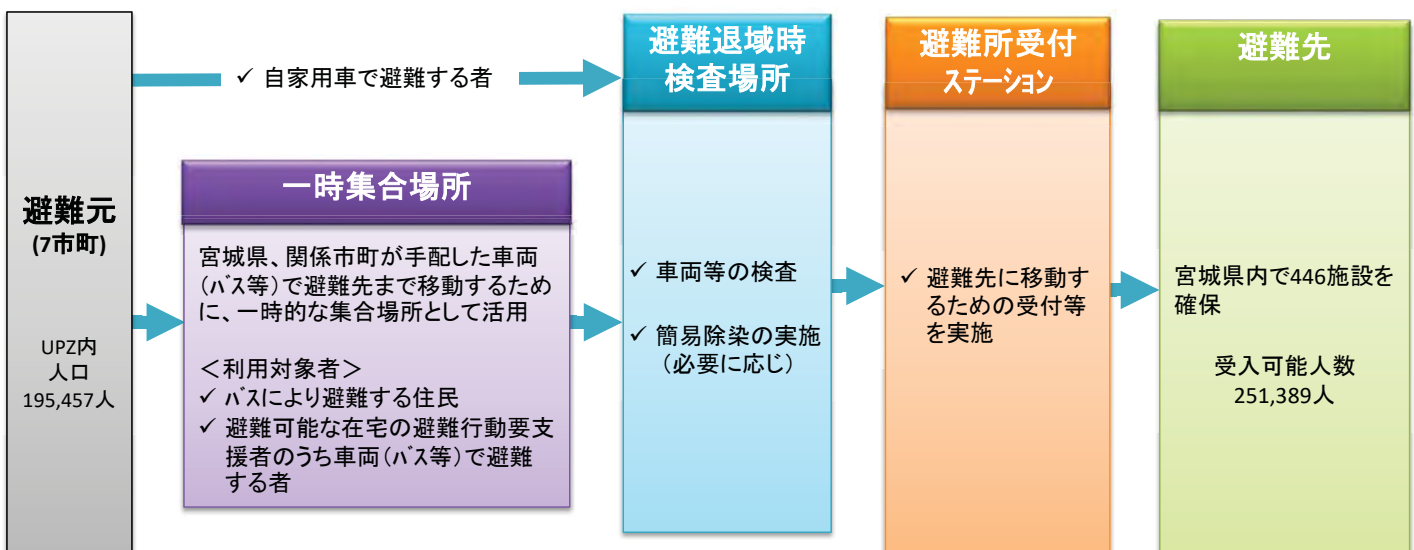 避難元
(7市町)
UPZ内
人口
195,457人
✓ 自家用車で避難する者
一時集合場所
宮城県、関係市町が手配した車両
(バス等)で避難先まで移動するため
に、一時的な集合場所として活用
＜利用対象者＞
✓ バスにより避難する住民
✓ 避難可能な在宅の避難行動要支
援者のうち車両(バス等)で避難
する者
避難退域時
検査場所
✓ 車両等の検査
✓ 簡易除染の実施
(必要に応じ)
避難所受付
ステーション
✓ 避難先に移動す
るための受付等
を実施
避難先
宮城県内で446施設を
確保
受入可能人数
251,389人